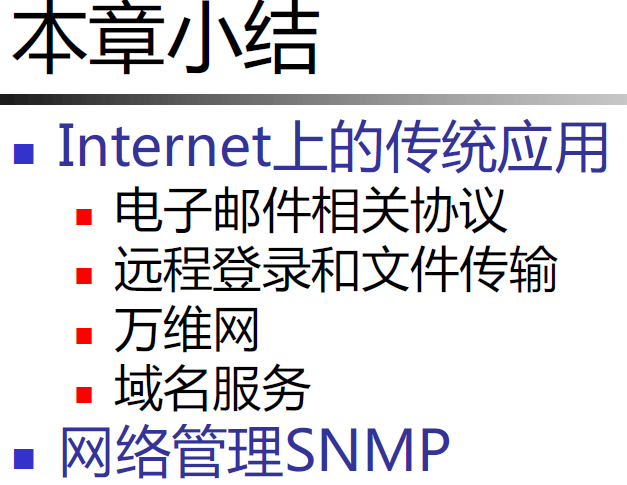 本章小结
Internet上的传统应用
电子邮件相关协议
远程登录和文件传输
万维网
域名服务
网络管理SNMP